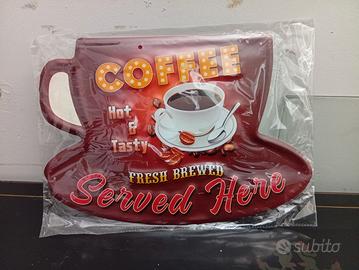 COFFEE
Hot
&
Tasty
FRESH BREWED
Served Here
subito